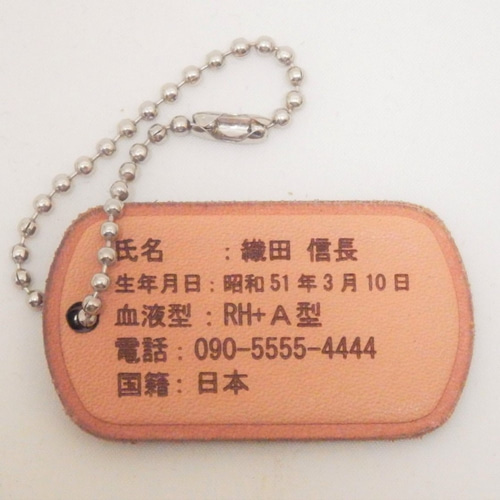 氏名　　：織田 信長
生年月日：昭和 51 年 3 月 10 日
血液型：RH+ A 型
電話：090-5555-4444
国籍：日本